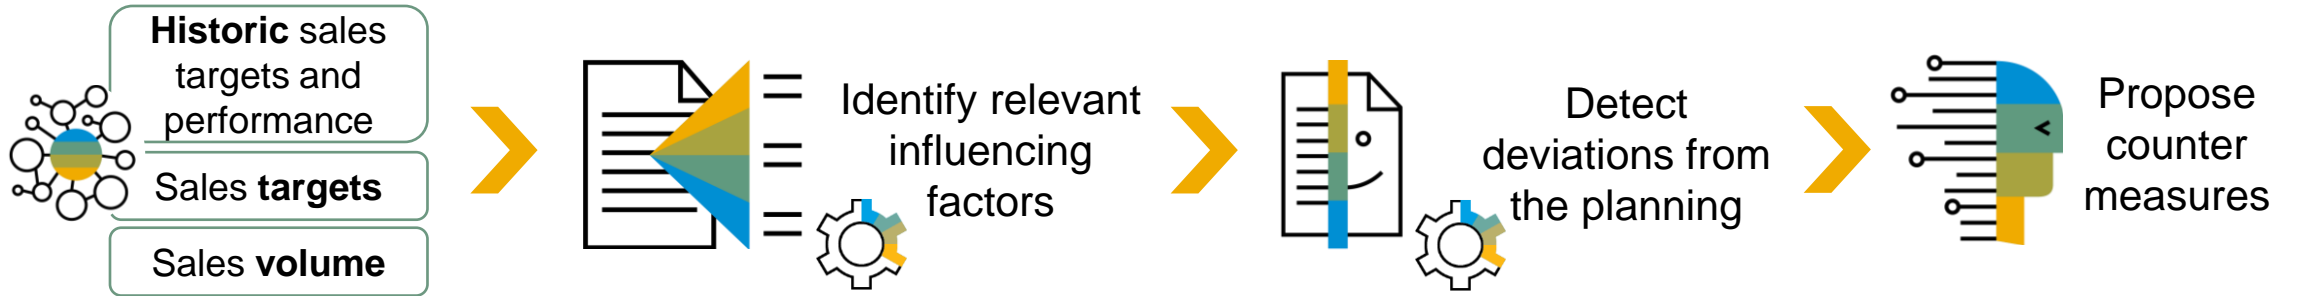 Historic sales
targets and
performance
Sales targets
Sales volume
Identify relevant
influencing
factors
Detect
deviations from
the planning
Propose
counter
measures